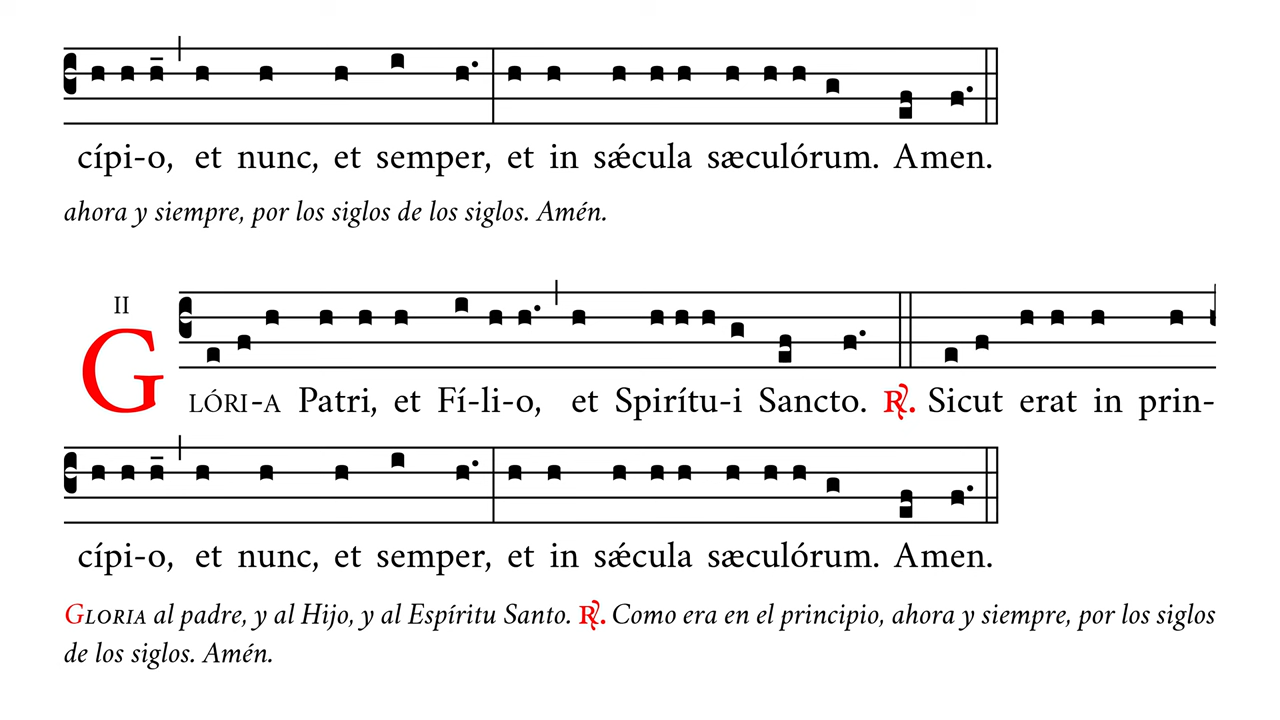 cípi-o, et nunc, et semper, et in sǽcula sæculórum. Amen.
ahora y siempre, por los siglos de los siglos. Amén.
II
GLÓRI-A Patri, et Fí-li-o, et Spirítu-i Sancto. ℟. Sicut erat in prin-
cípi-o, et nunc, et semper, et in sǽcula sæculórum. Amen.
GLORIA al padre, y al Hijo, y al Espíritu Santo. ℟. Como era en el principio, ahora y siempre, por los siglos
de los siglos. Amén.